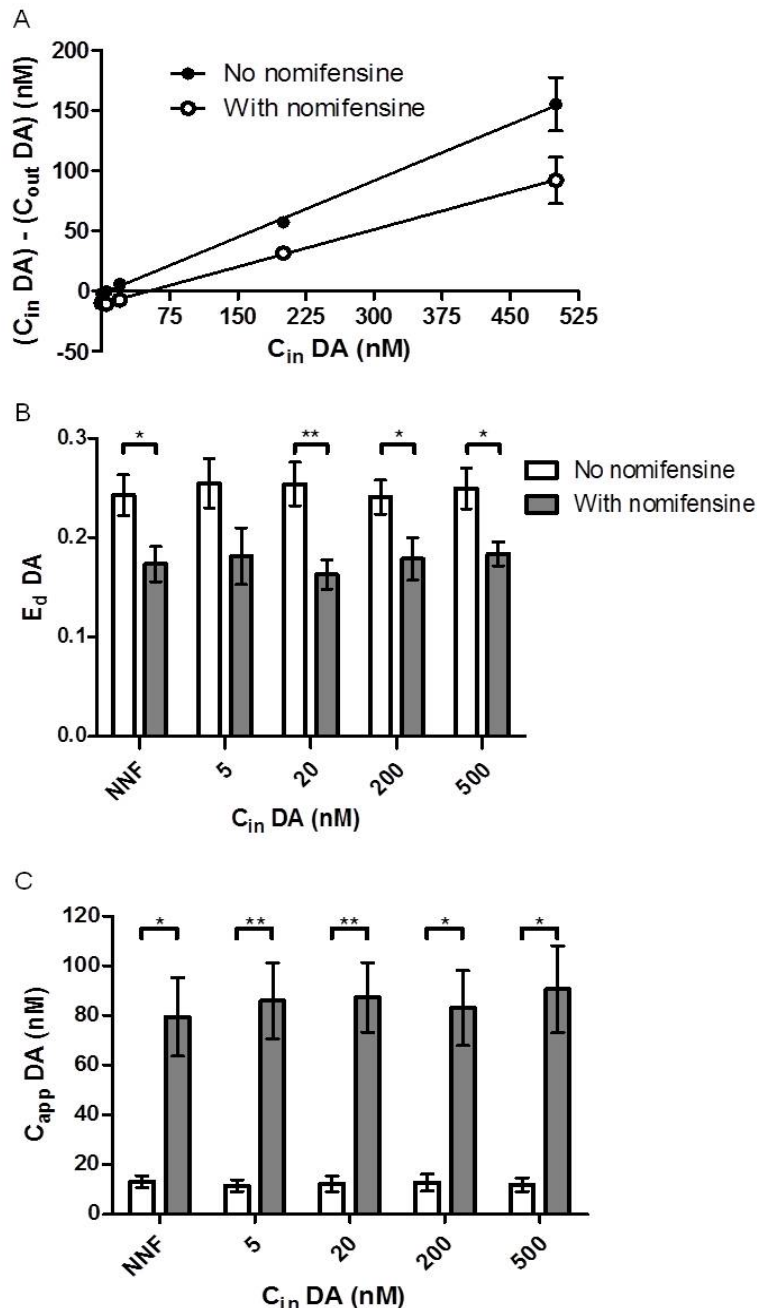 A
(Cin DA) - (Cout DA) (nM)
200
150
100
50
0
-50
No nomifensine
With nomifensine
75 150 225 300 375 450 525
Cin DA (nM)
B
Ed DA
0.3
0.2
0.1
0.0
* ** * *
No nomifensine
With nomifensine
NNF 5 20 200 500
Cin DA (nM)
C
Capp DA (nM)
120
100
80
60
40
20
0
* ** ** * *
NNF 5 20 200 500
Cin DA (nM)